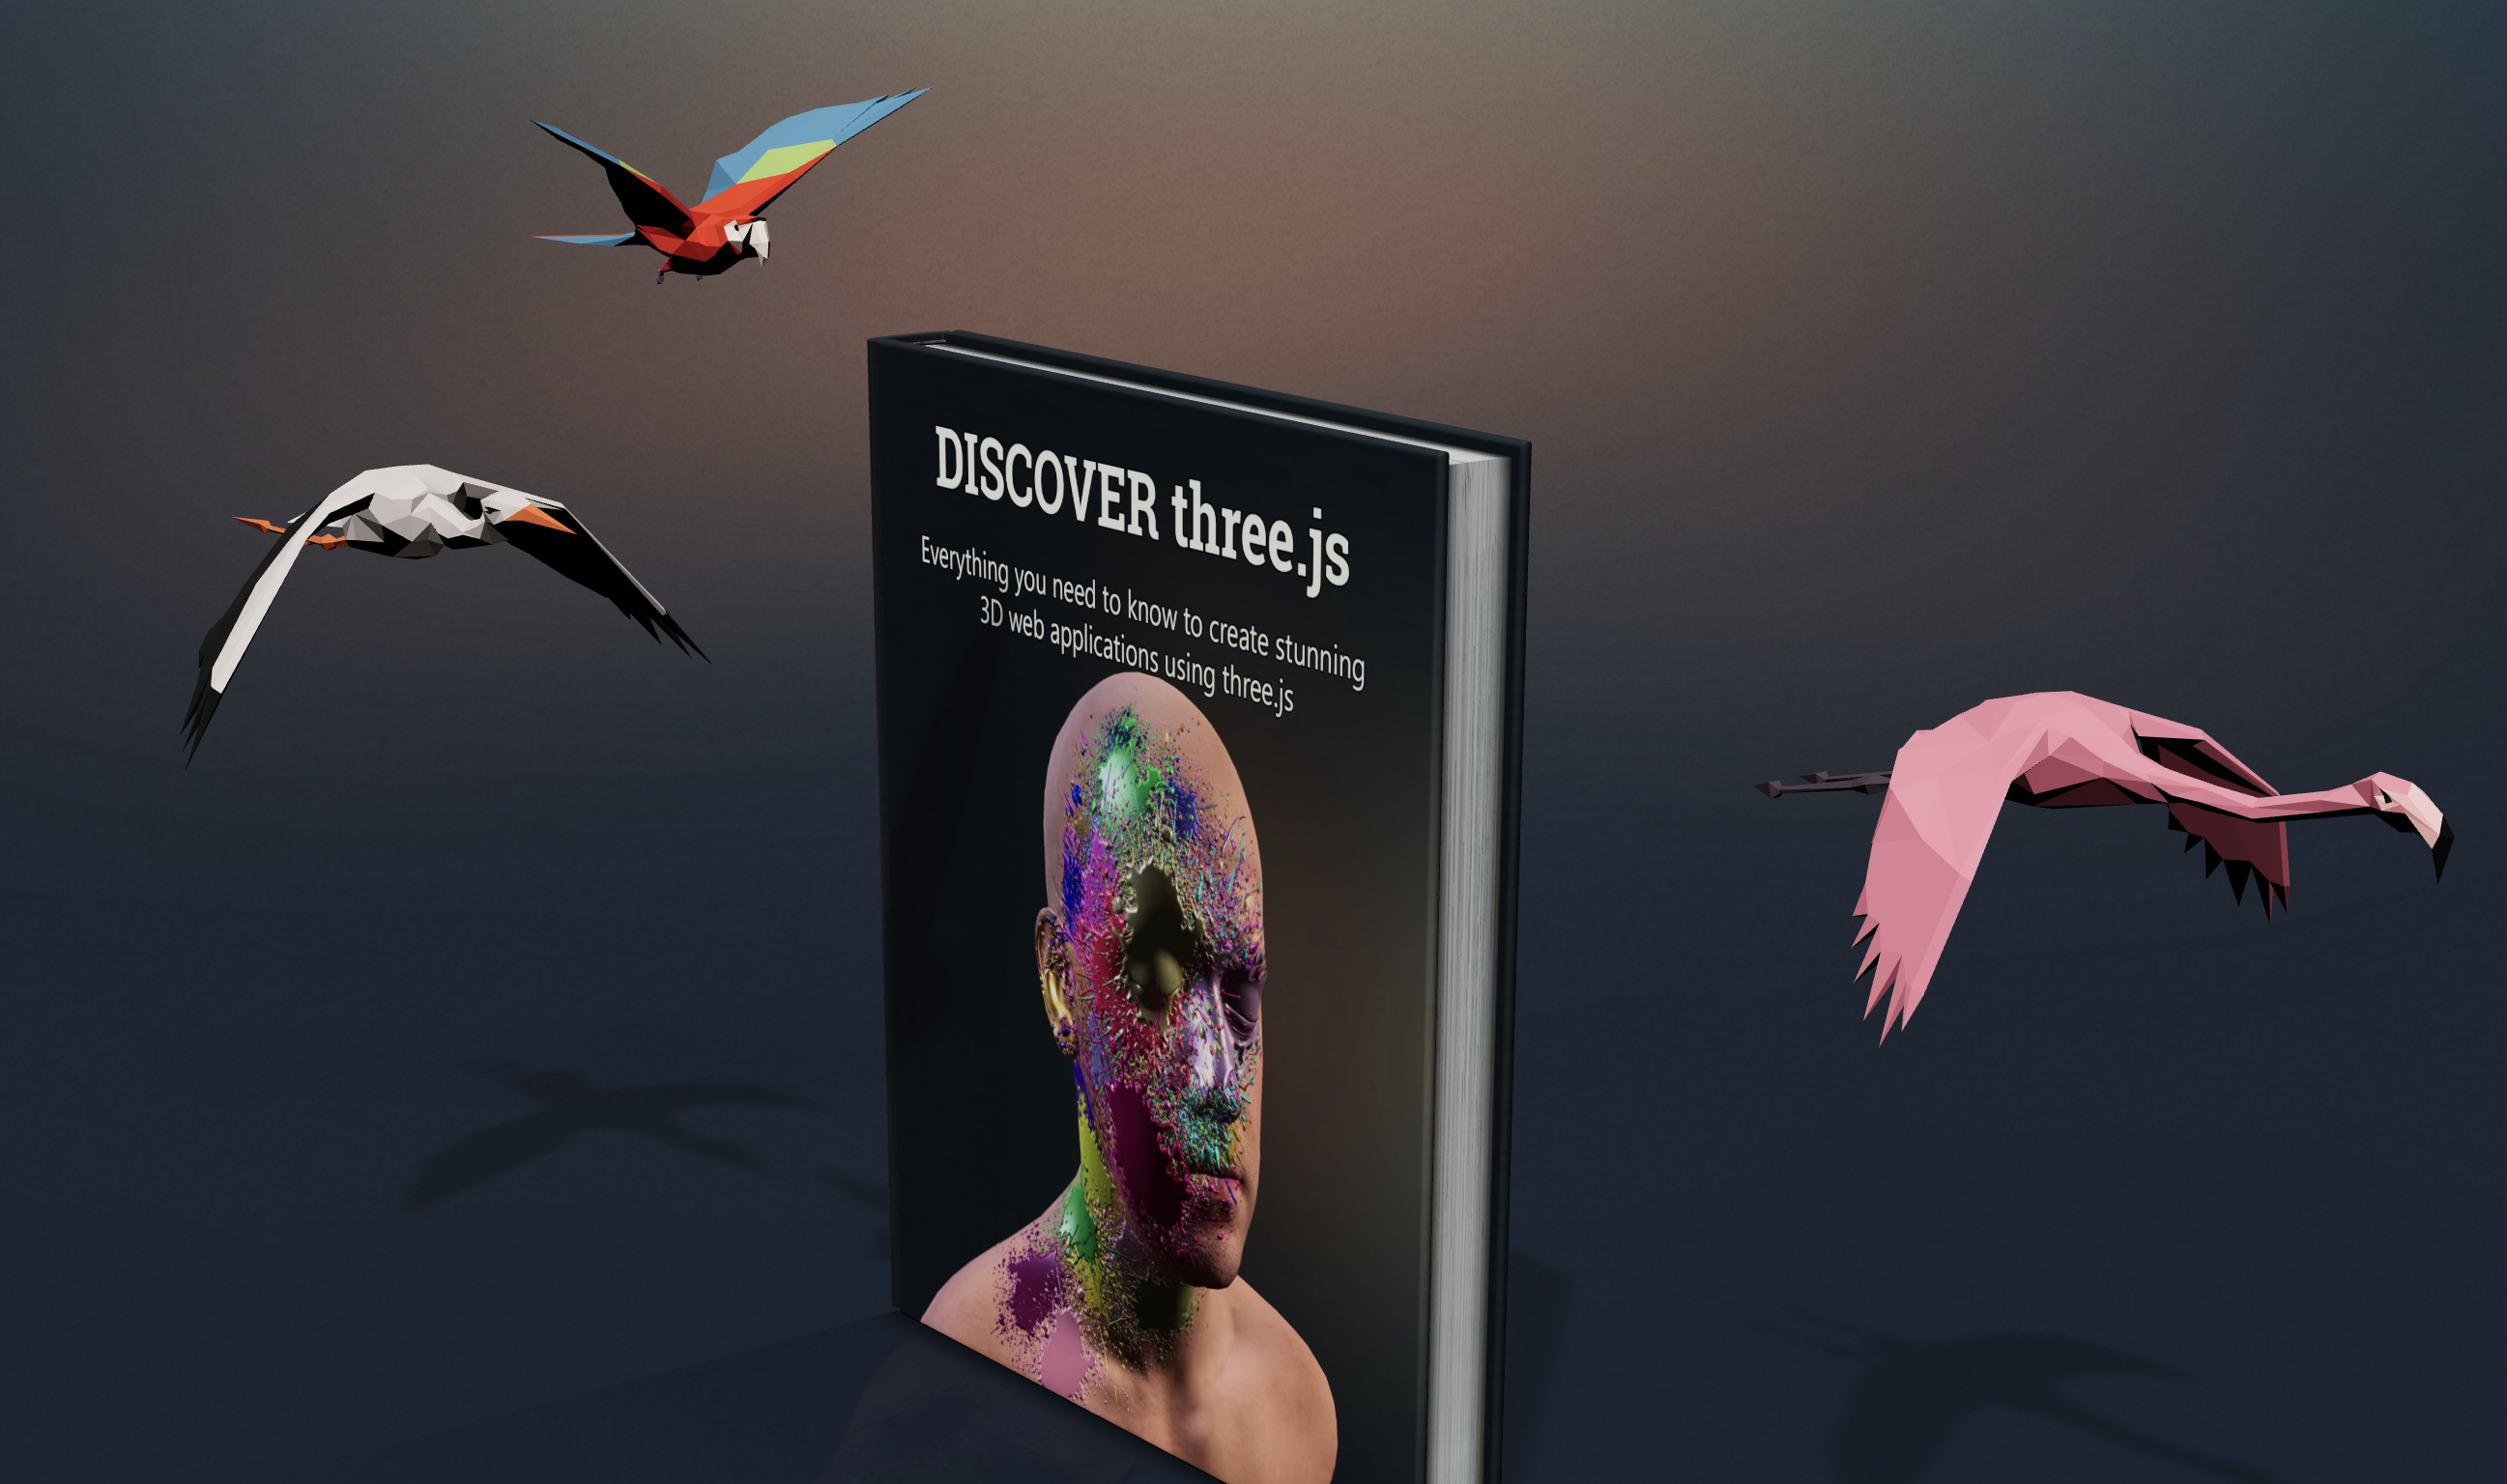 DISCOVER three.js
Everything you need to know to create stunning
3D web applications using three.js